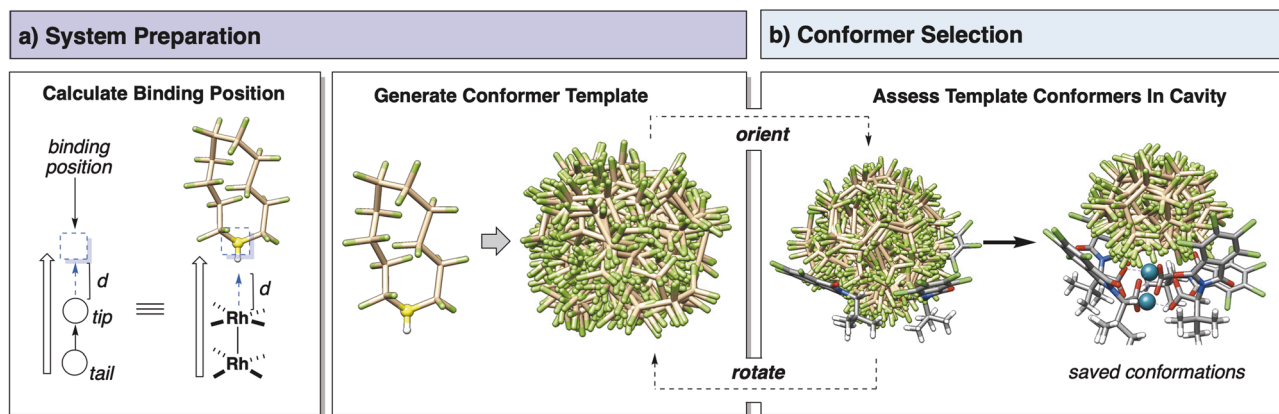 a) System Preparation
b) Conformer Selection
Calculate Binding Position
binding
position
d
tip
tail
d
Rh
Rh
Generate Conformer Template
orient
rotate
Assess Template Conformers In Cavity
saved conformations